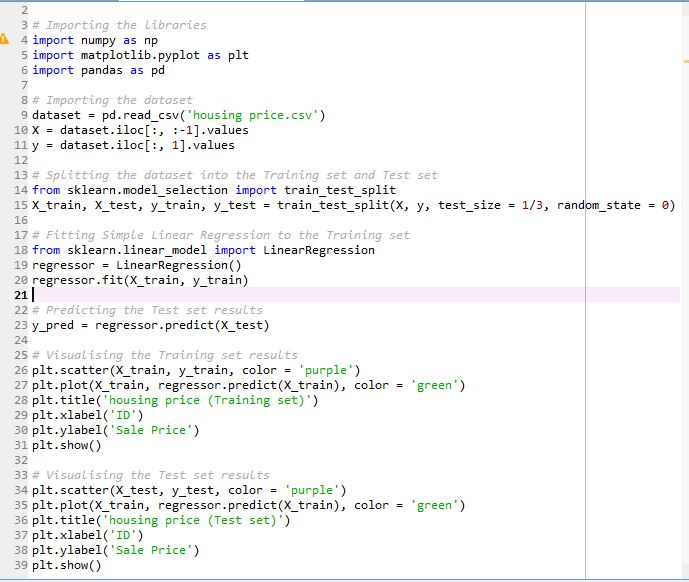 2
3 # Importing the libraries
4 import numpy as np
5 import matplotlib.pyplot as plt
6 import pandas as pd
7
8 # Importing the dataset
9 dataset = pd.read_csv('housing price.csv')
10 X = dataset.iloc[:, :-1].values
11 y = dataset.iloc[:, 1].values
12
13 # Splitting the dataset into the Training set and Test set
14 from sklearn.model_selection import train_test_split
15 X_train, X_test, y_train, y_test = train_test_split(X, y, test_size = 1/3, random_state = 0)
16
17 # Fitting Simple Linear Regression to the Training set
18 from sklearn.linear_model import LinearRegression
19 regressor = LinearRegression()
20 regressor.fit(X_train, y_train)
21
22 # Predicting the Test set results
23 y_pred = regressor.predict(X_test)
24
25 # Visualising the Training set results
26 plt.scatter(X_train, y_train, color = 'purple')
27 plt.plot(X_train, regressor.predict(X_train), color = 'green')
28 plt.title('housing price (Training set)')
29 plt.xlabel('ID')
30 plt.ylabel('Sale Price')
31 plt.show()
32
33 # Visualising the Test set results
34 plt.scatter(X_test, y_test, color = 'purple')
35 plt.plot(X_train, regressor.predict(X_train), color = 'green')
36 plt.title('housing price (Test set)')
37 plt.xlabel('ID')
38 plt.ylabel('Sale Price')
39 plt.show()